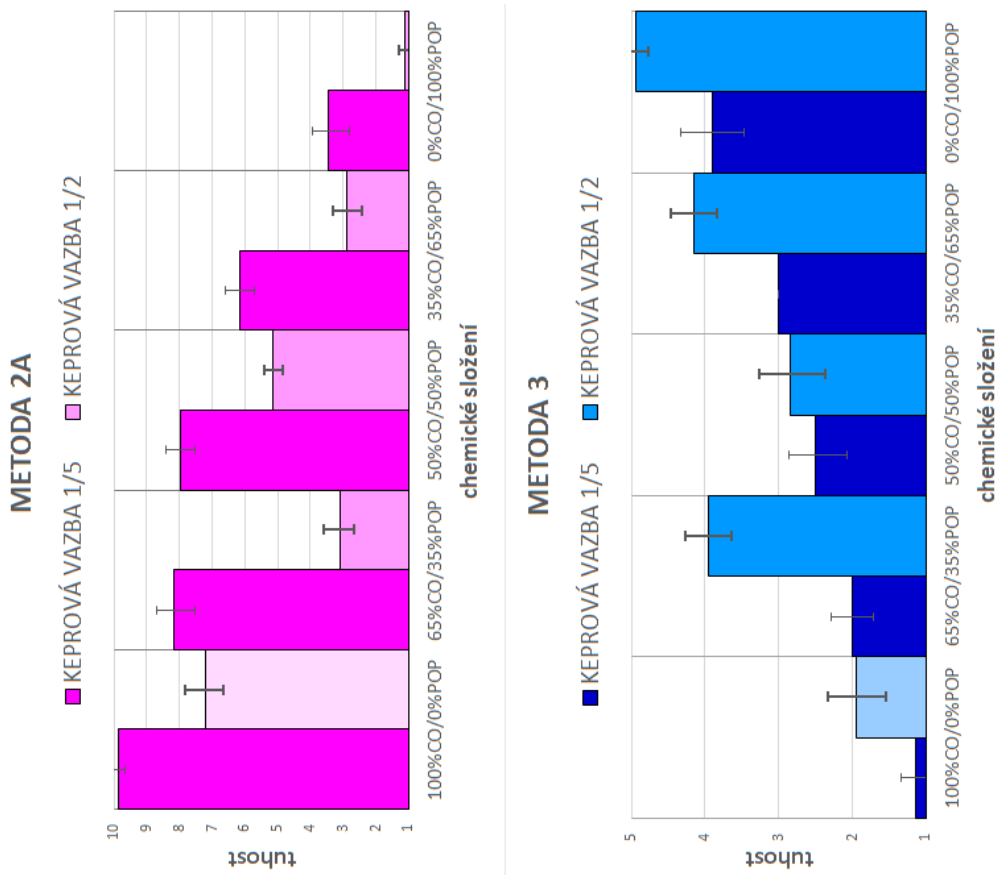 METODA 2A
KEPROVÁ VAZBA 1/5 KEPROVÁ VAZBA 1/2
10
9
8
7
6
5
4
3
2
1
tuhost
100%CO/0%POP 65%CO/35%POP 50%CO/50%POP 35%CO/65%POP 0%CO/100%POP
chemické složení
METODA 3
KEPROVÁ VAZBA 1/5 KEPROVÁ VAZBA 1/2
5
4
3
2
1
tuhost
100%CO/0%POP 65%CO/35%POP 50%CO/50%POP 35%CO/65%POP 0%CO/100%POP
chemické složení